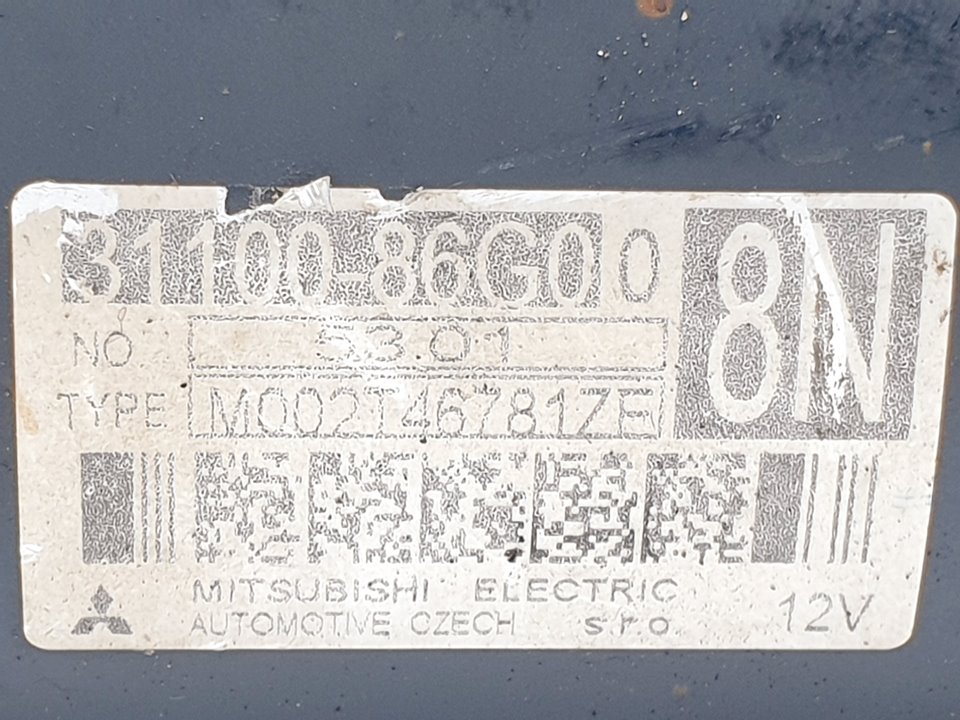 31100-86G00
8N
NO. 5301
TYPE M002T46781ZE
MITSUBISHI ELECTRIC
AUTOMOTIVE CZECH s.r.o.
12V